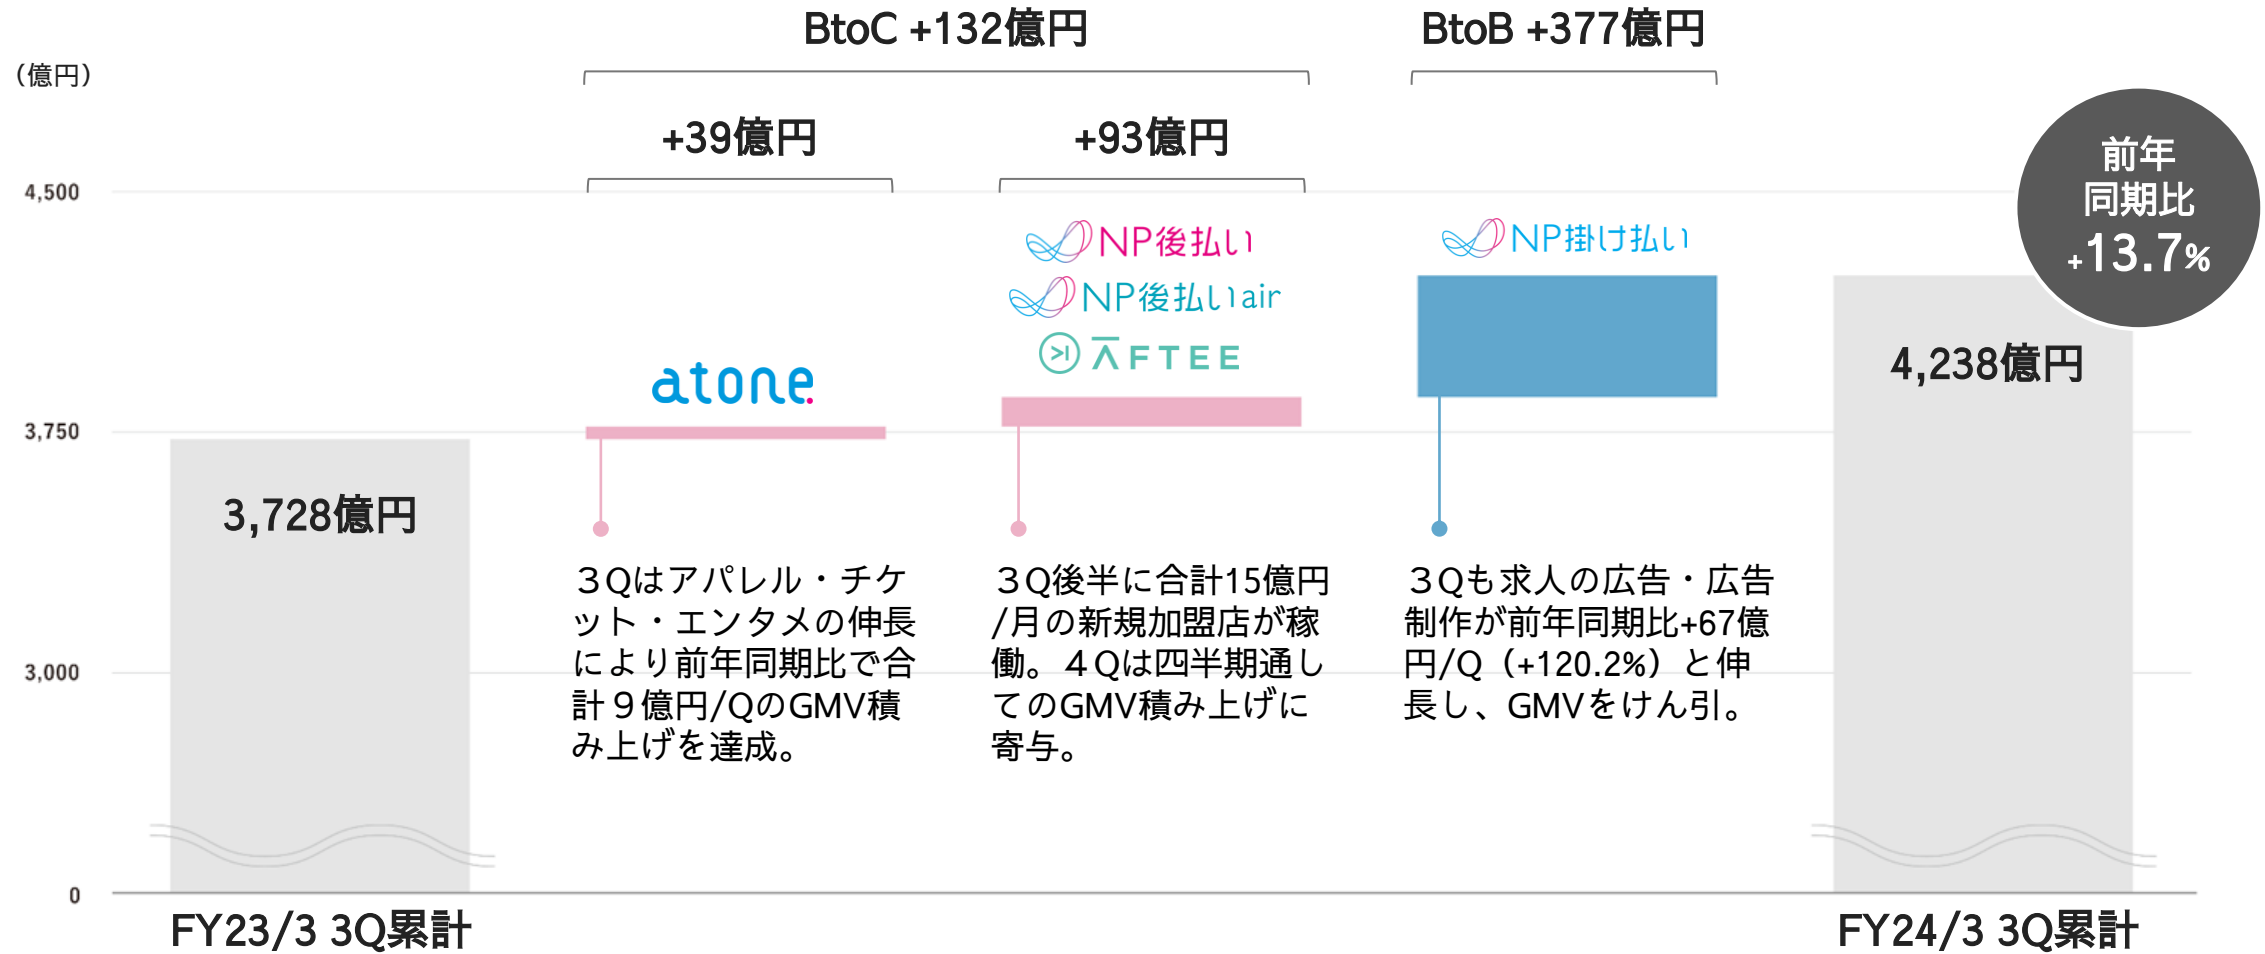 BtoC +132億円
BtoB +377億円
（億円）
+39億円
+93億円
前年
同期比
+13.7%
4,500
3,750
3,000
0
NP後払い
NP後払いair
AFTEE
NP掛け払い
atone.
3,728億円
4,238億円
３Qはアパレル・チケ
ット・エンタメの伸長
により前年同期比で合
計９億円/QのGMV積
み上げを達成。
３Q後半に合計15億円
/月の新規加盟店が稼
働。４Qは四半期通し
てのGMV積み上げに
寄与。
３Qも求人の広告・広告
制作が前年同期比+67億
円/Q（+120.2%）と伸
長し、GMVをけん引。
FY23/3 3Q累計
FY24/3 3Q累計